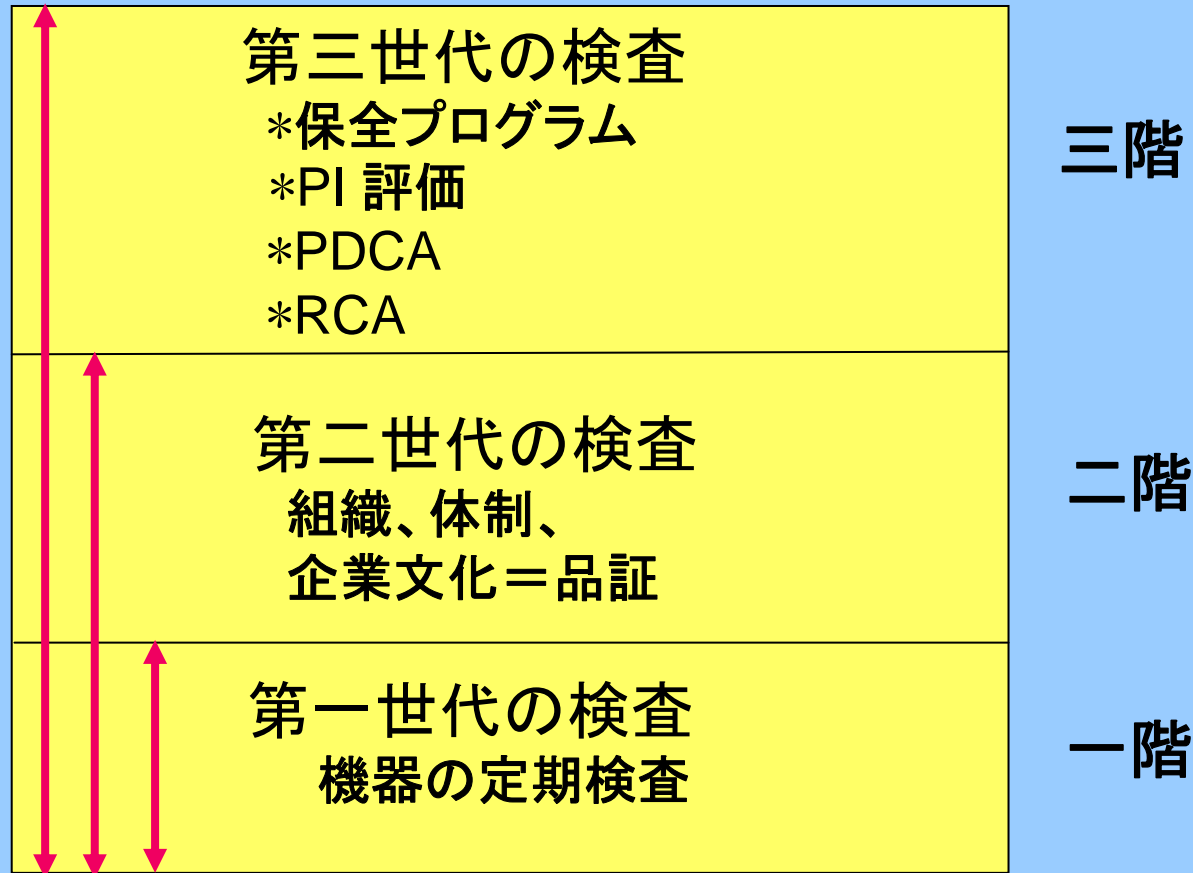 第三世代の検査
*保全プログラム
*PI 評価
*PDCA
*RCA
三階
第二世代の検査
組織、体制、
企業文化＝品証
二階
第一世代の検査
機器の定期検査
一階